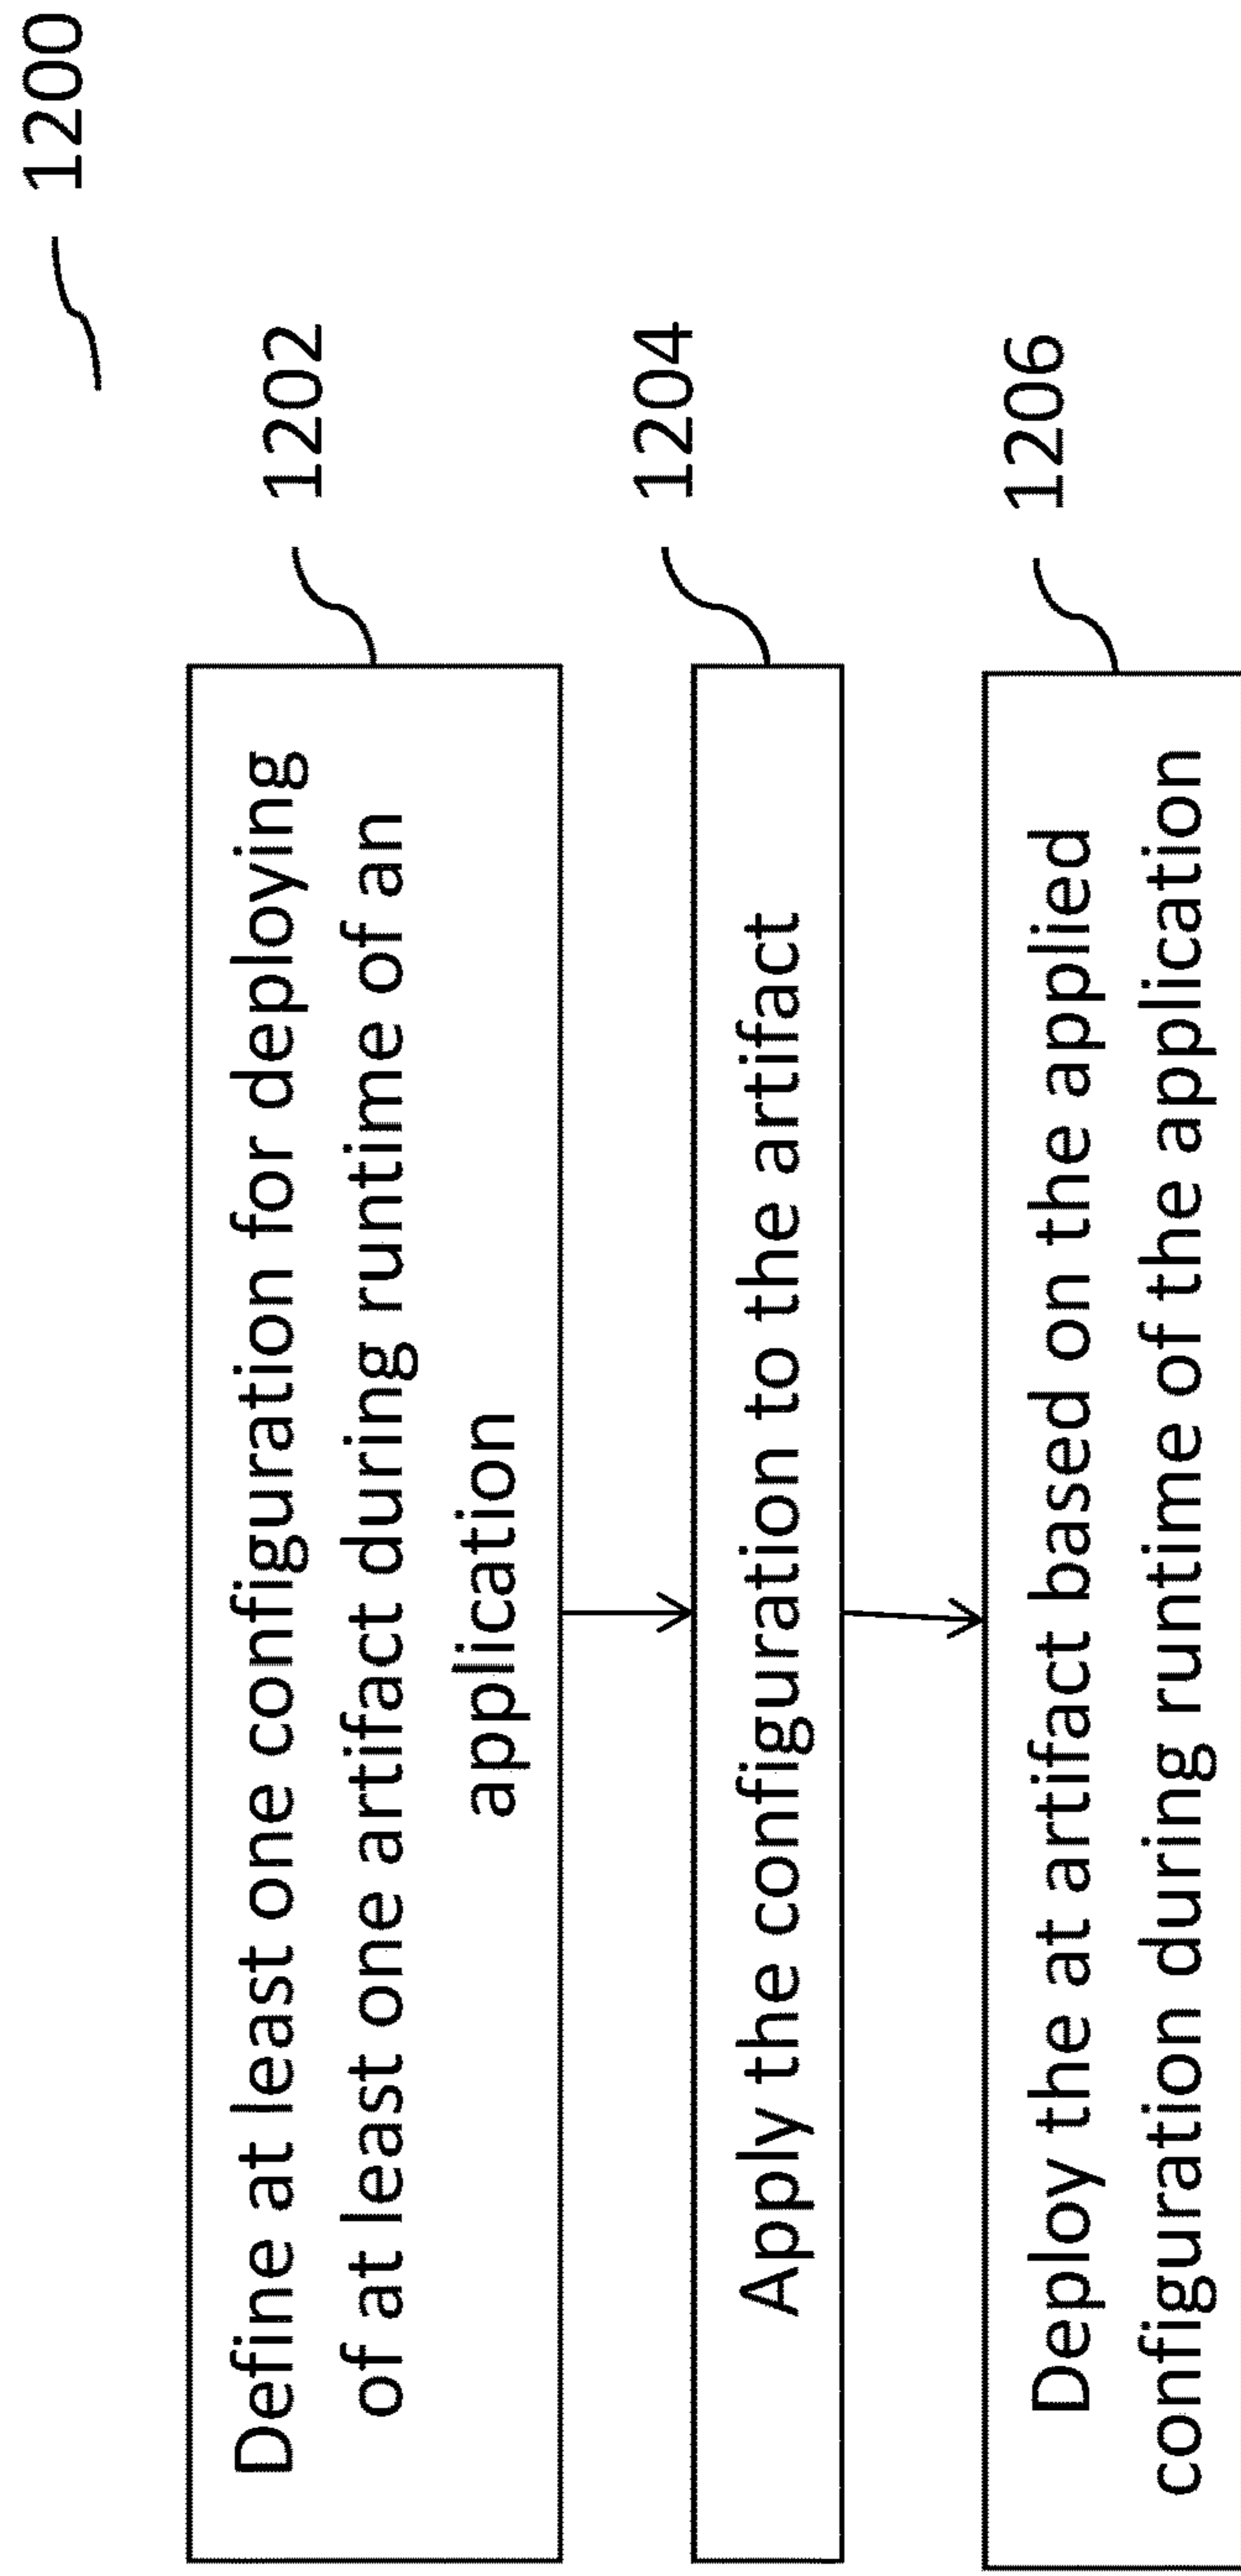 1200
Define at least one configuration for deploying
of at least one artifact during runtime of an
application
1202
Apply the configuration to the artifact
1204
Deploy the at artifact based on the applied
configuration during runtime of the application
1206